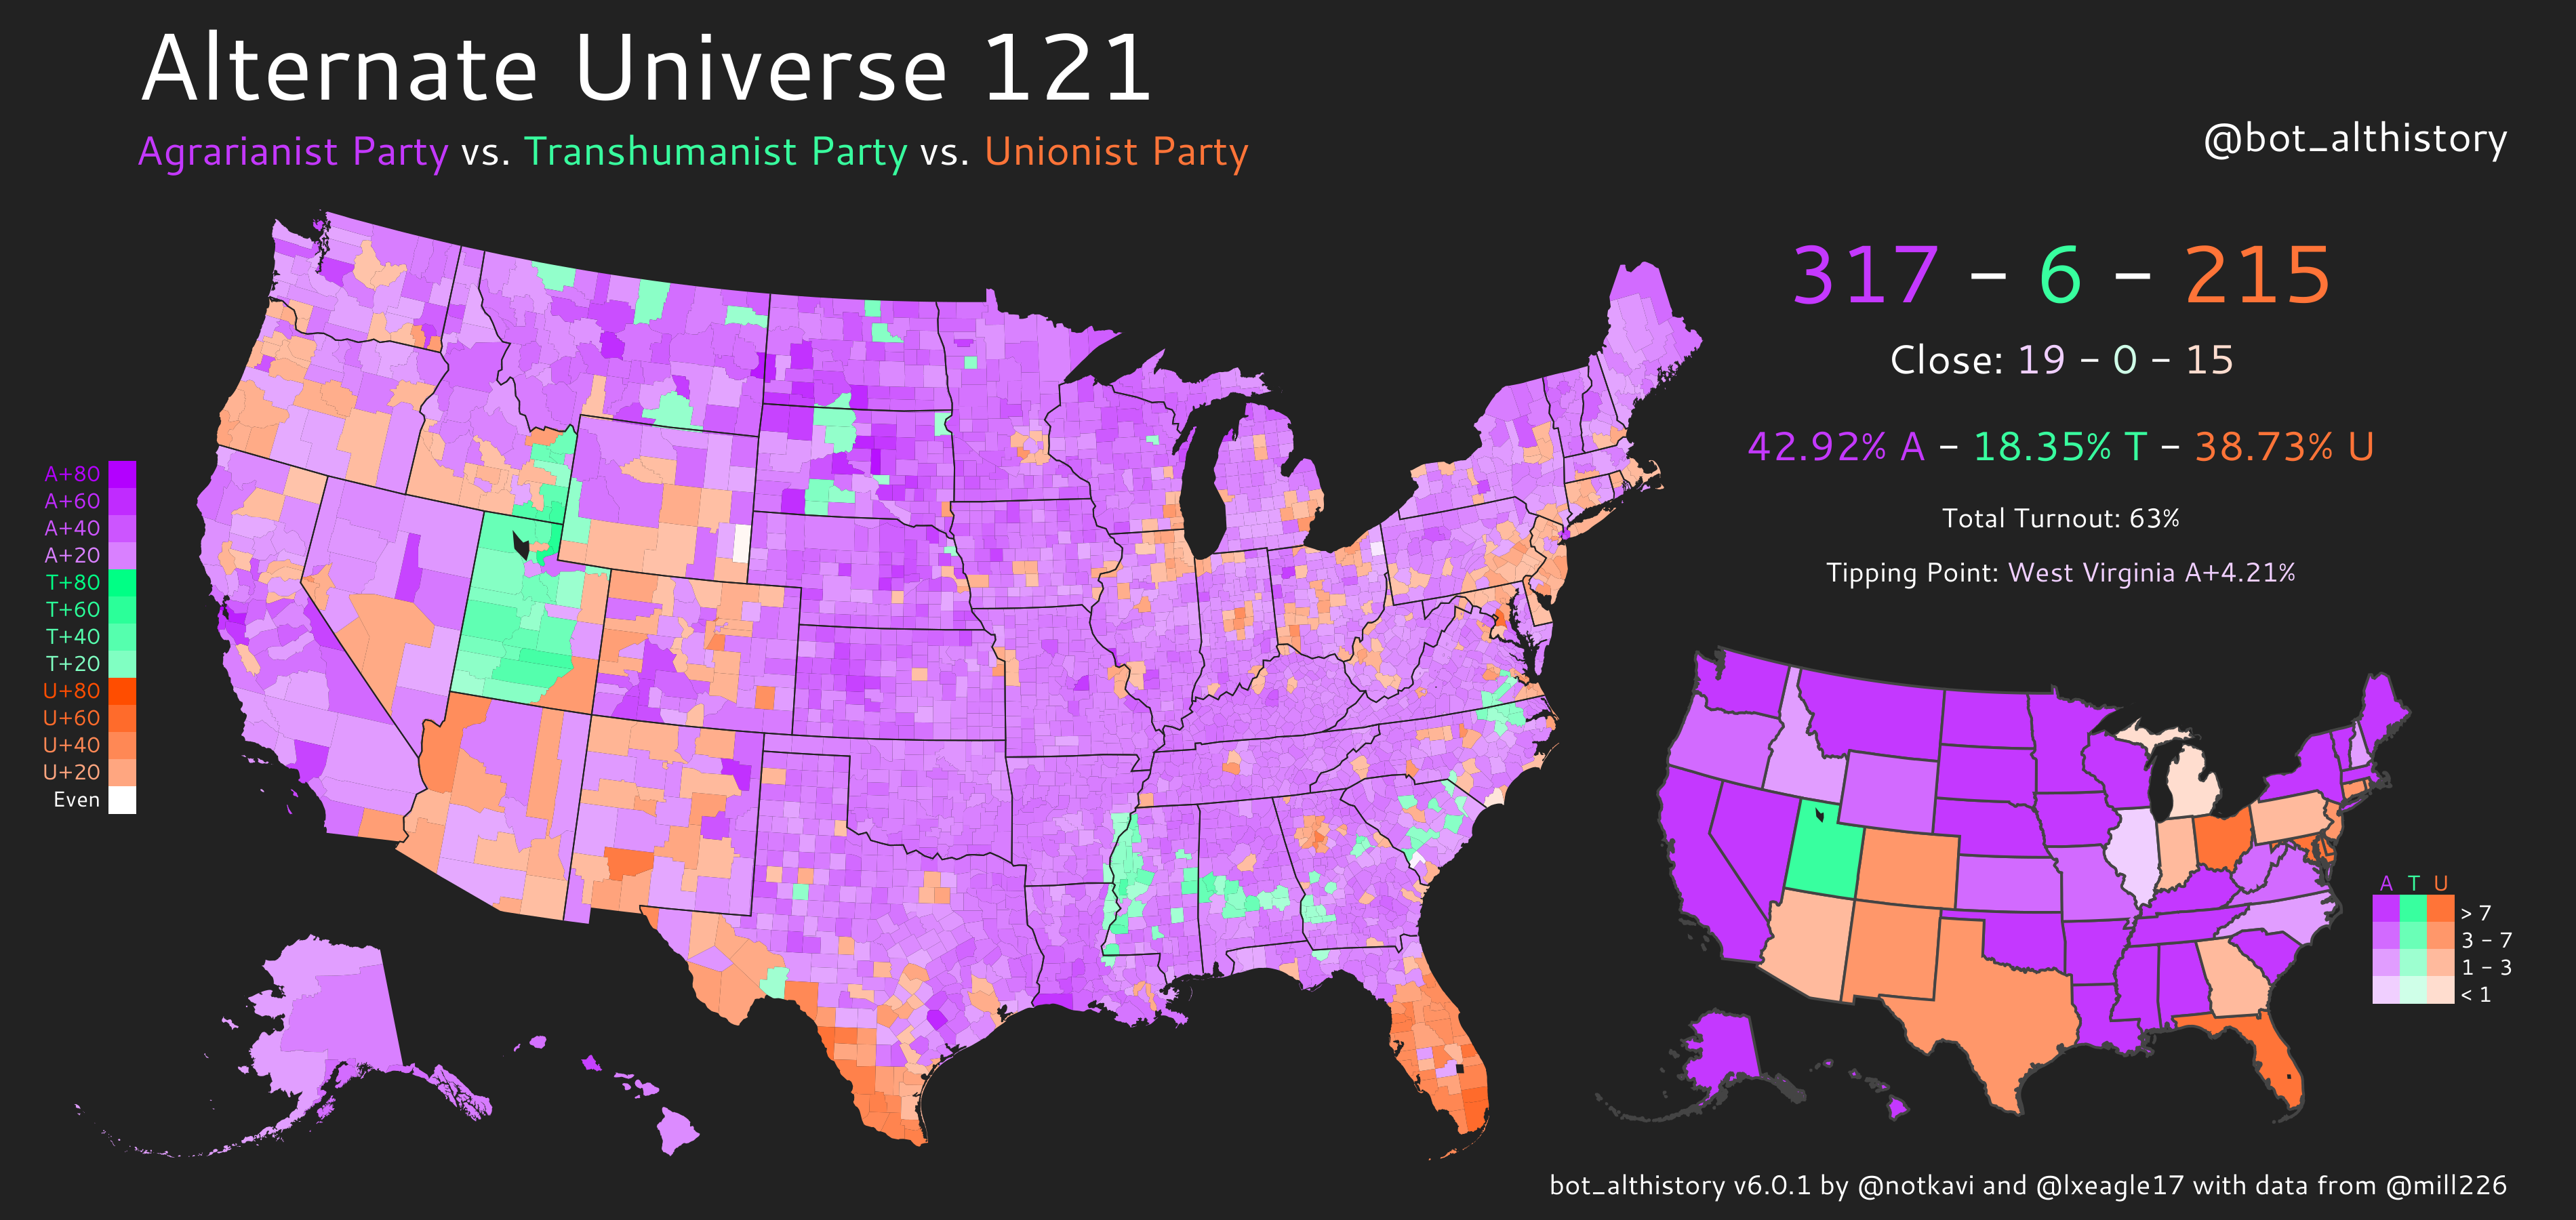 Alternate Universe 121
Agrarianist Party vs. Transhumanist Party vs. Unionist Party
@bot_althistory
317 - 6 - 215
Close: 19 - 0 - 15
42.92% A - 18.35% T - 38.73% U
Total Turnout: 63%
Tipping Point: West Virginia A+4.21%
A+80
A+60
A+40
A+20
T+80
T+60
T+40
T+20
U+80
U+60
U+40
U+20
Even
A T U
> 7
3 - 7
1 - 3
< 1
bot_althistory v6.0.1 by @notkavi and @lxeagle17 with data from @mill226